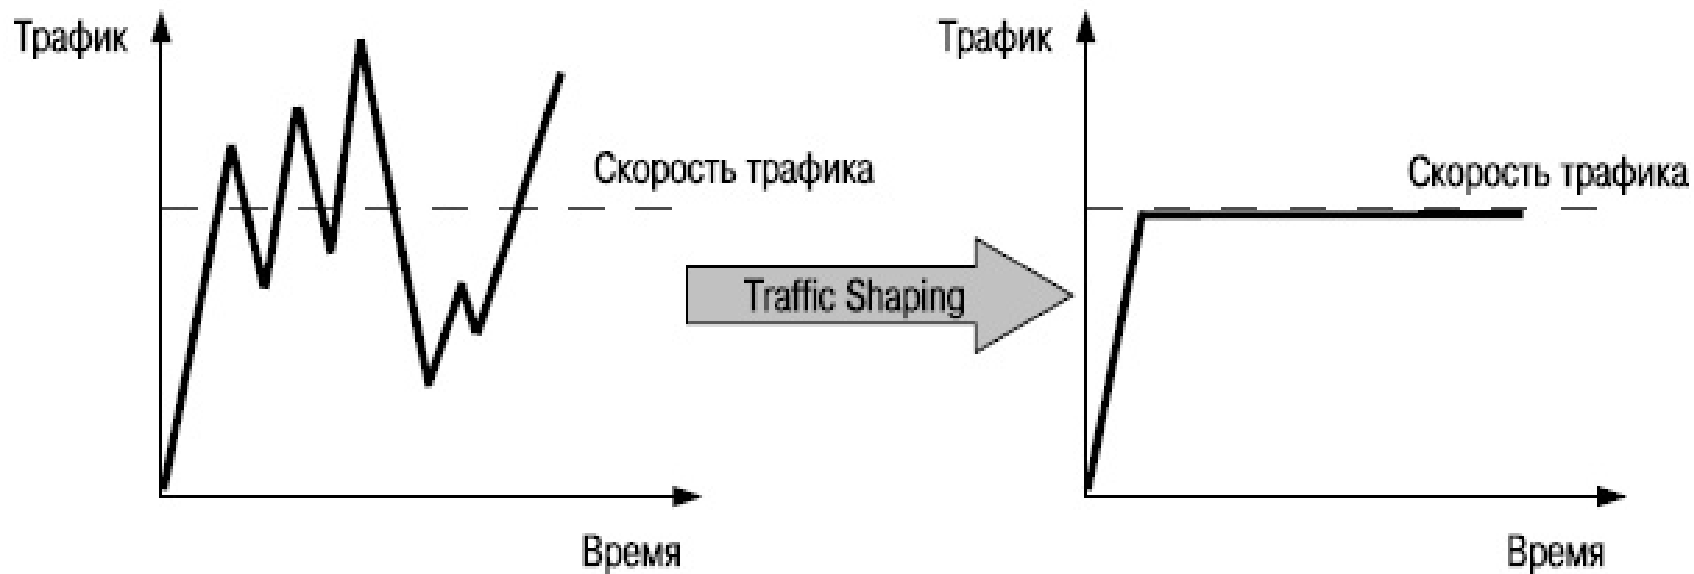 Трафик
Трафик
Скорость трафика
Скорость трафика
Traffic Shaping
Время
Время